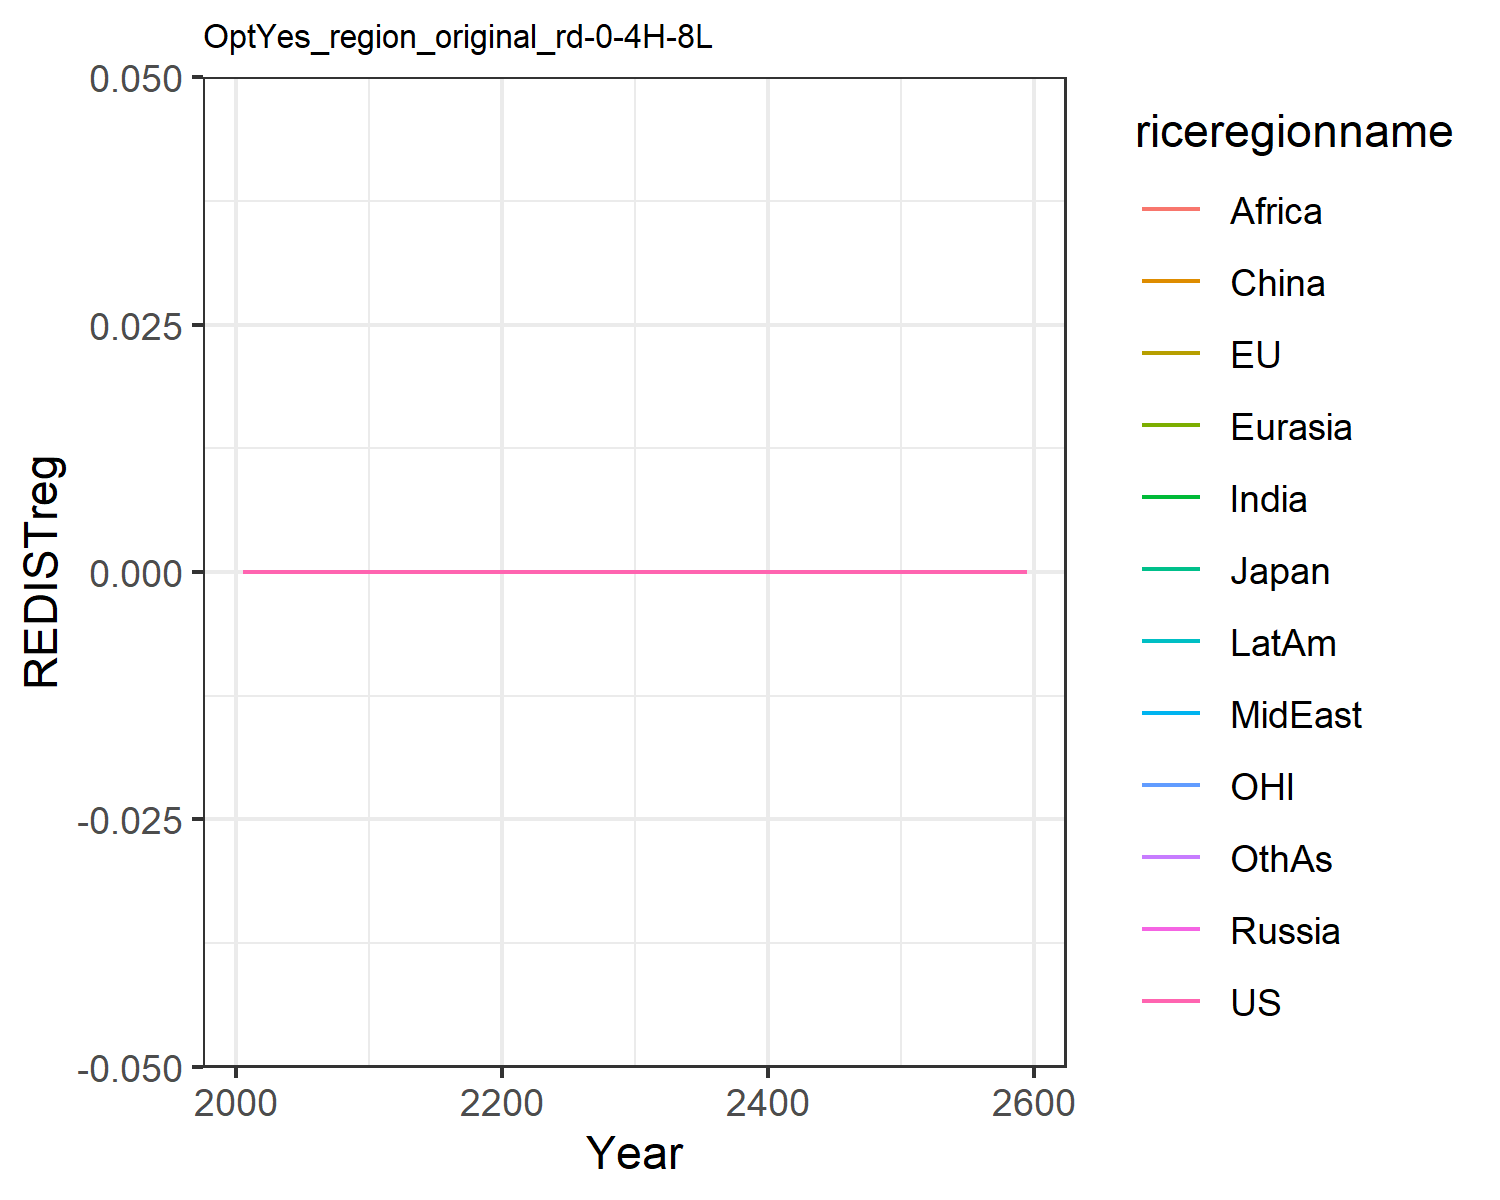 OptYes_region_original_rd-0-4H-8L
0.050
0.025
0.000
-0.025
-0.050
REDISTreg
2000 2200 2400 2600
Year
riceregionname
Africa
China
EU
Eurasia
India
Japan
LatAm
MidEast
OHI
OthAs
Russia
US